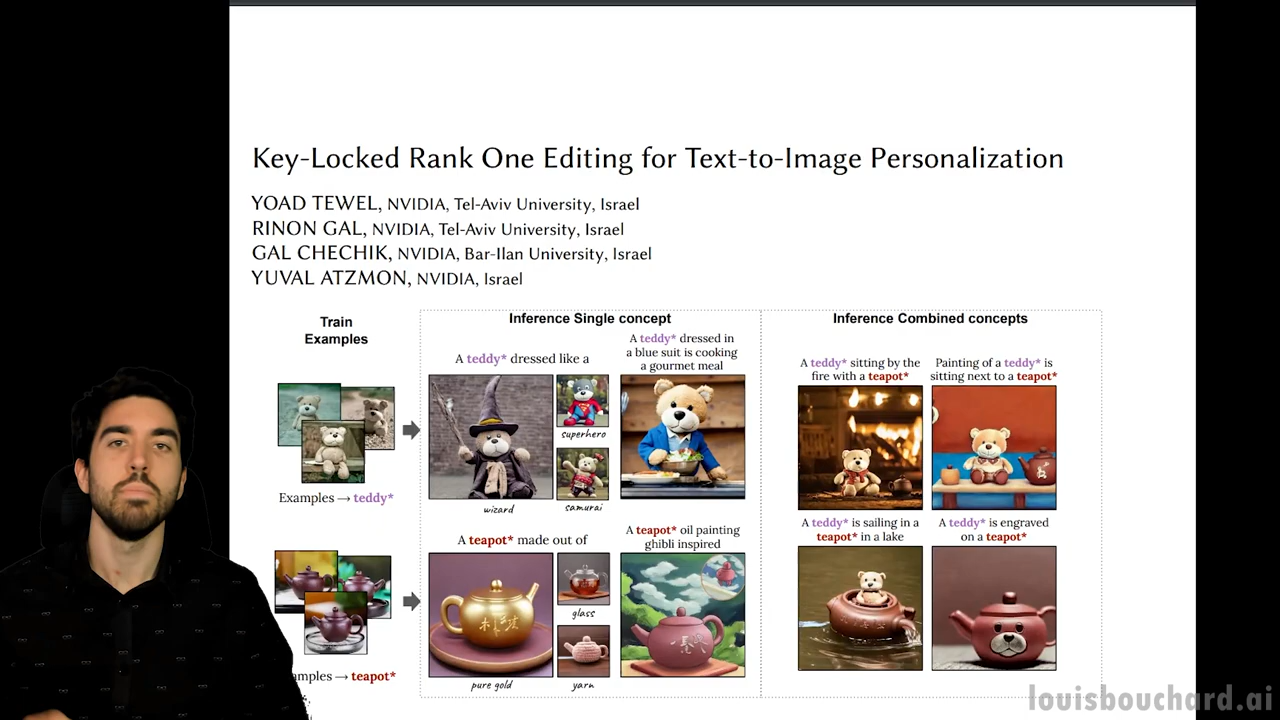 Key-Locked Rank One Editing for Text-to-Image Personalization
YOAD TEWEL, NVIDIA, Tel-Aviv University, Israel
RINON GAL, NVIDIA, Tel-Aviv University, Israel
GAL CHECHIK, NVIDIA, Bar-Ilan University, Israel
YUVAL ATZMON, NVIDIA, Israel
Train
Examples
Examples → teddy*
mples → teapot*
Inference Single concept
A teddy* dressed like a
wizard
superhero
samurai
A teddy* dressed in
a blue suit is cooking
a gourmet meal
A teapot* made out of
pure gold
glass
yarn
A teapot* oil painting
ghibli inspired
Inference Combined concepts
A teddy* sitting by the
fire with a teapot*
Painting of a teddy* is
sitting next to a teapot*
A teddy* is sailing in a
teapot* in a lake
A teddy* is engraved
on a teapot*
louisbouchard.ai